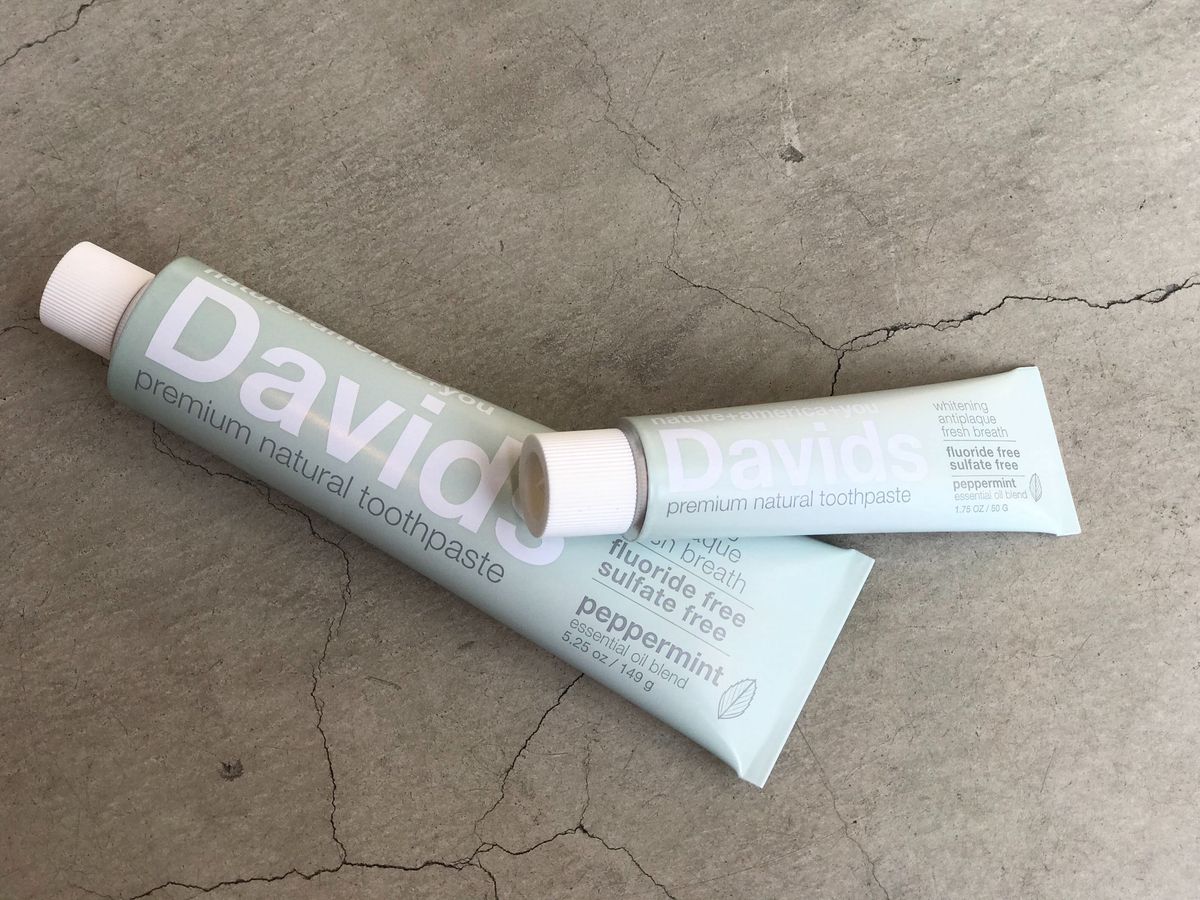 nature+america+you
Davids
premium natural toothpaste
fresh breath
fluoride free
sulfate free
peppermint
essential oil blend
5.25 oz / 149 g
nature+america+you
Davids
premium natural toothpaste
whitening
antiplaque
fresh breath
fluoride free
sulfate free
peppermint
essential oil blend
1.75 OZ / 50 G